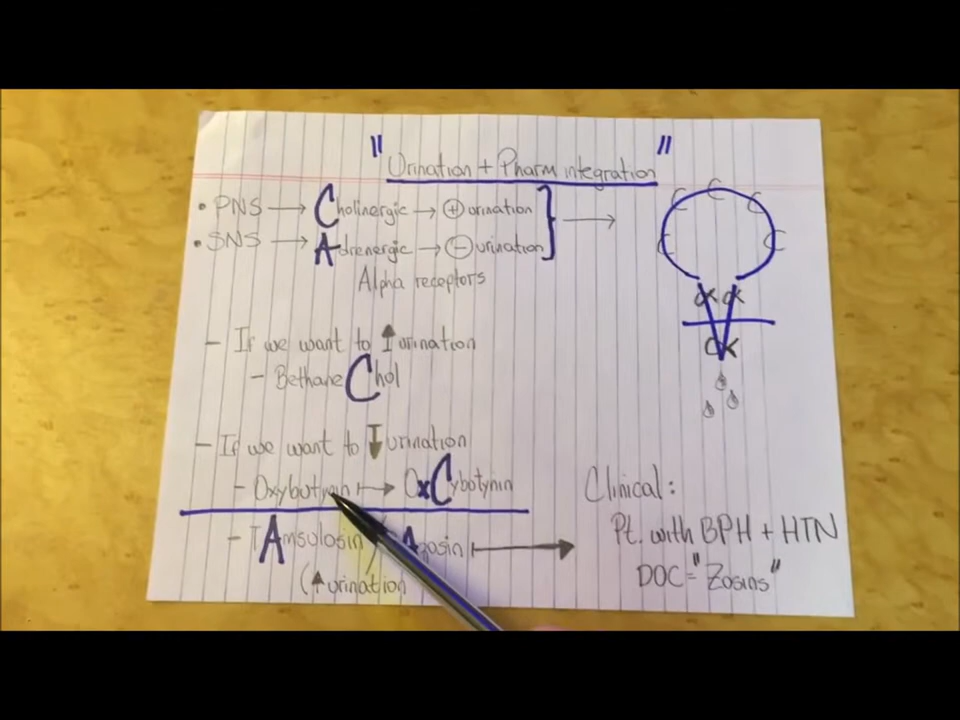 "Urination + Pharm integration"
• PNS → Cholinergic → ⊕ urination
• SNS → Adrenergic → ⊖ urination
Alpha receptors
C C C C C
α α
α
- If we want to ↑ urination
- BethaneChol
- If we want to ↓ urination
- Oxybutynin → OxCybotynin
- TAmsulosin / Azosin →
(↑ urination
Clinical:
Pt. with BPH + HTN
DOC = "Zosins"